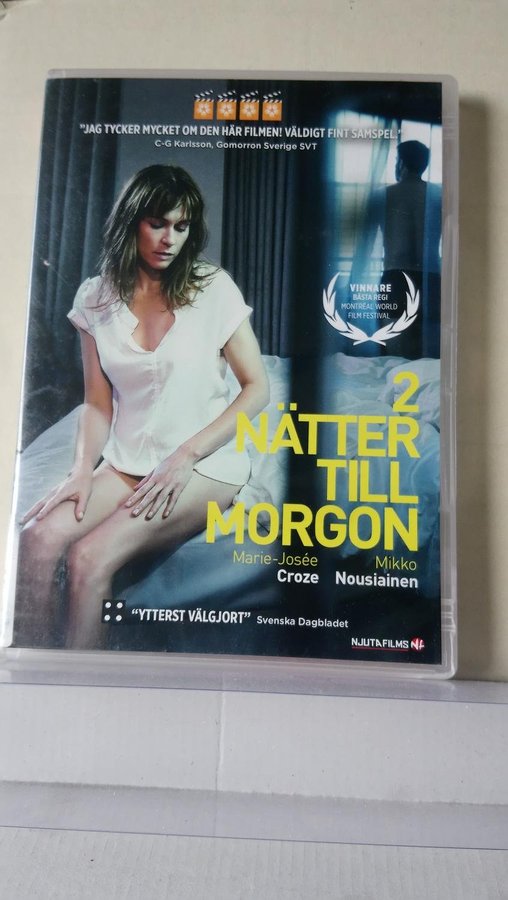 "JAG TYCKER MYCKET OM DEN HÄR FILMEN! VÄLDIGT FINT SAMSPEL."
C-G Karlsson, Gomorron Sverige SVT
VINNARE
BÄSTA REGI
MONTRÉAL WORLD
FILM FESTIVAL
2
NÄTTER
TILL
MORGON
Marie-Josée Croze
Mikko Nousiainen
"YTTERST VÄLGJORT" Svenska Dagbladet
NJUTAFILMS